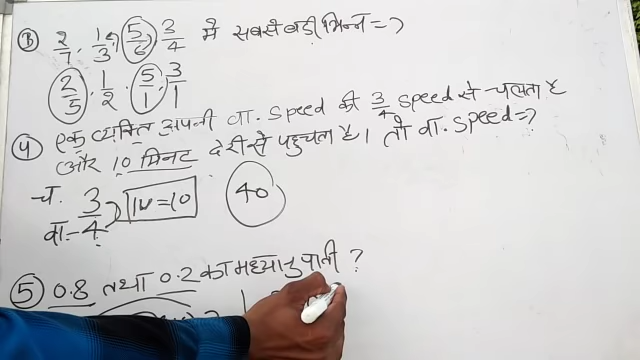 ③ 2/7, 1/3, 5/6, 3/4 में सबसे बड़ी भिन्न=?
2/5, 1/2, 5/1, 3/1
④ एक व्यक्ति अपनी वा. speed की 3/4 speed से चलता है
और 10 मिनट देरी से पहुचता है। तो वा. speed=?
च. 3
वा.- 4 1u=10 40
⑤ 0.8 तथा 0.2 का मध्यानुपाती ?